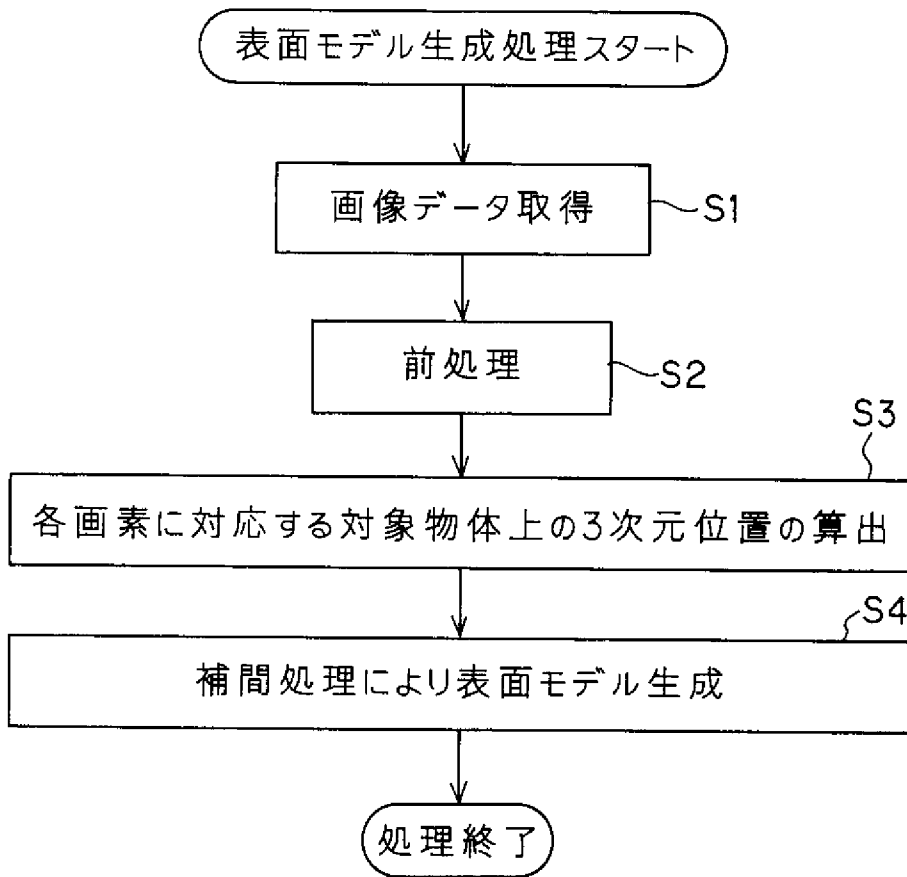 表面モデル生成処理スタート
画像データ取得
S1
前処理
S2
S3
各画素に対応する対象物体上の3次元位置の算出
S4
補間処理により表面モデル生成
処理終了